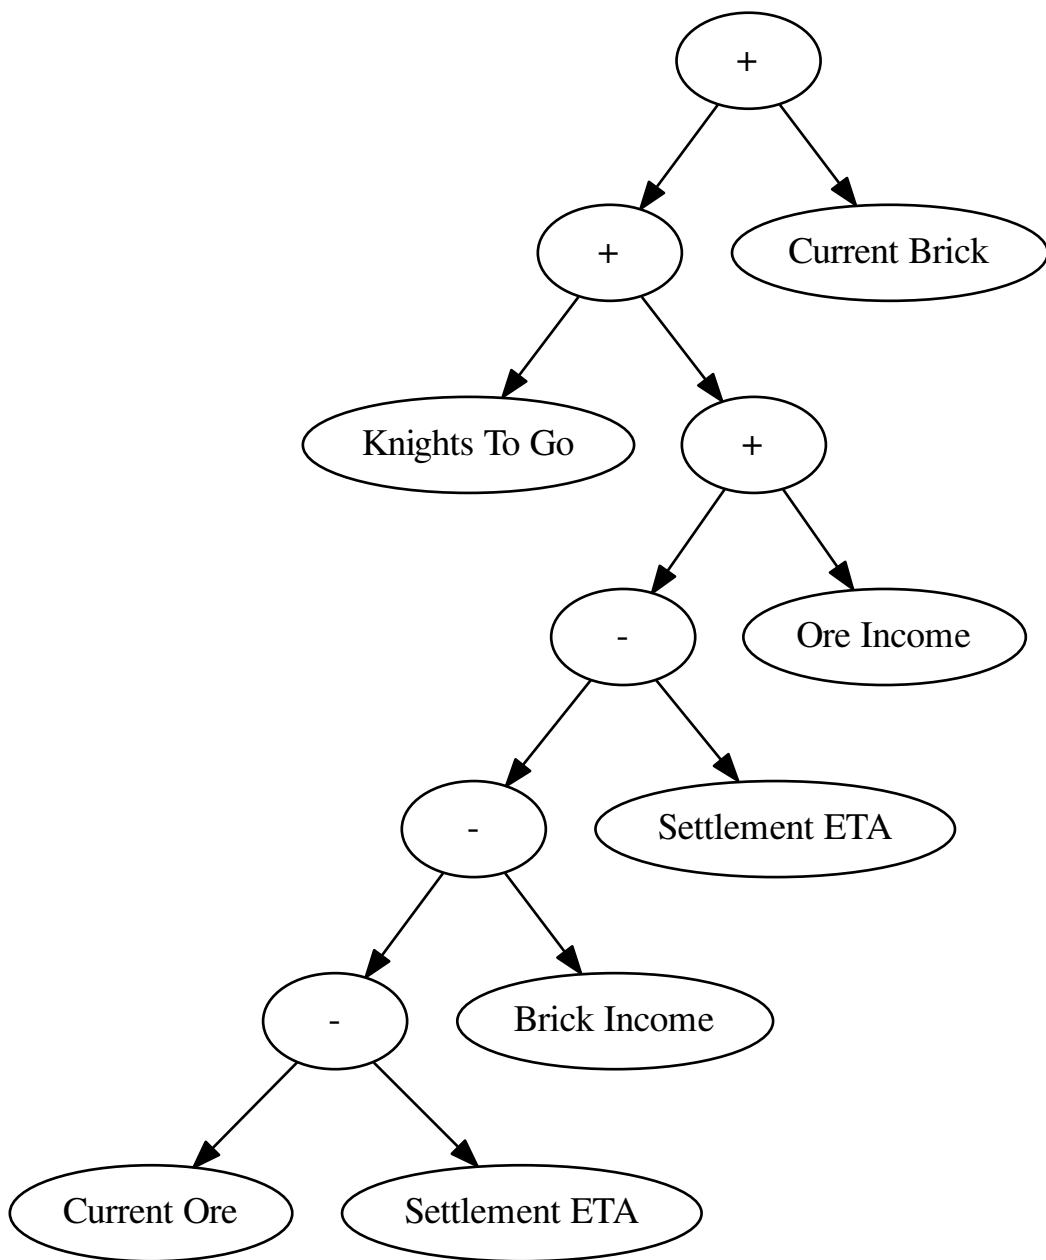 +
+
Current Brick
Knights To Go
+
-
Ore Income
-
Settlement ETA
-
Brick Income
Current Ore
Settlement ETA